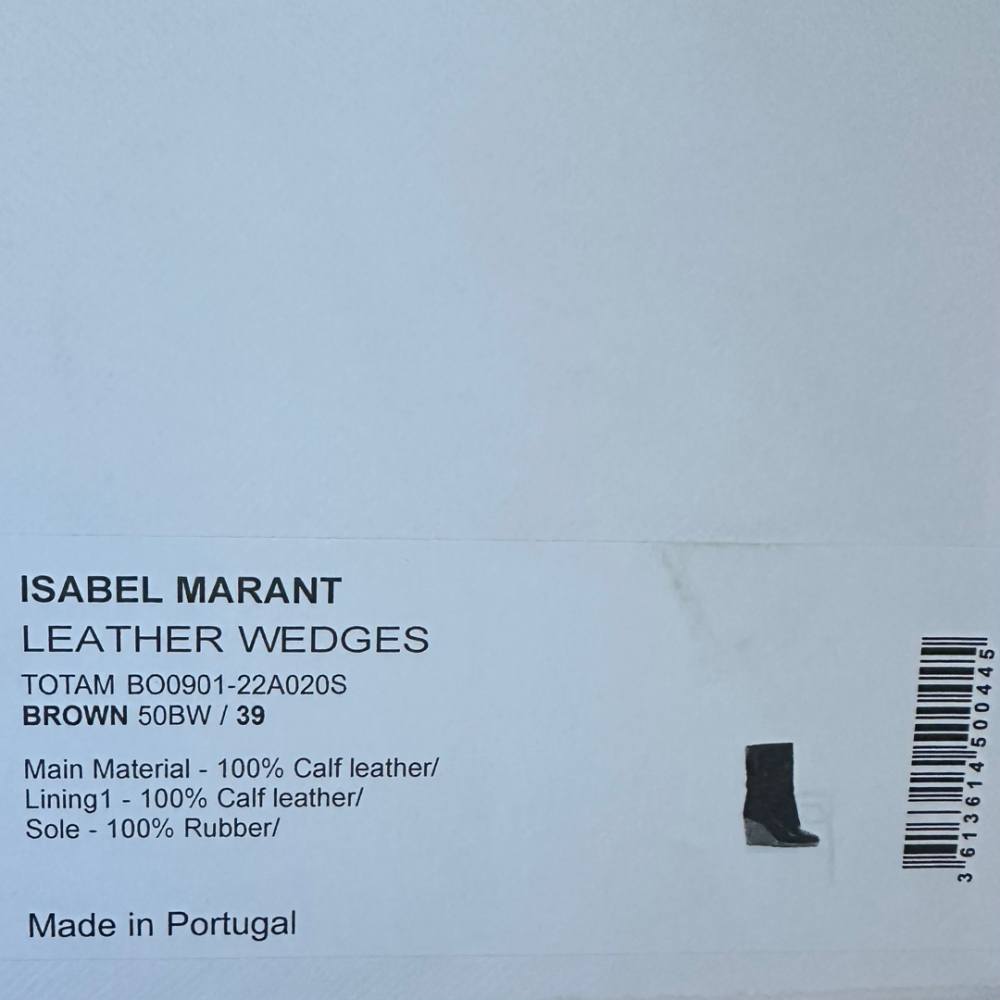 ISABEL MARANT
LEATHER WEDGES
TOTAM BO0901-22A020S
BROWN 50BW / 39
Main Material - 100% Calf leather/
Lining1 - 100% Calf leather/
Sole - 100% Rubber/
Made in Portugal
3613614500445